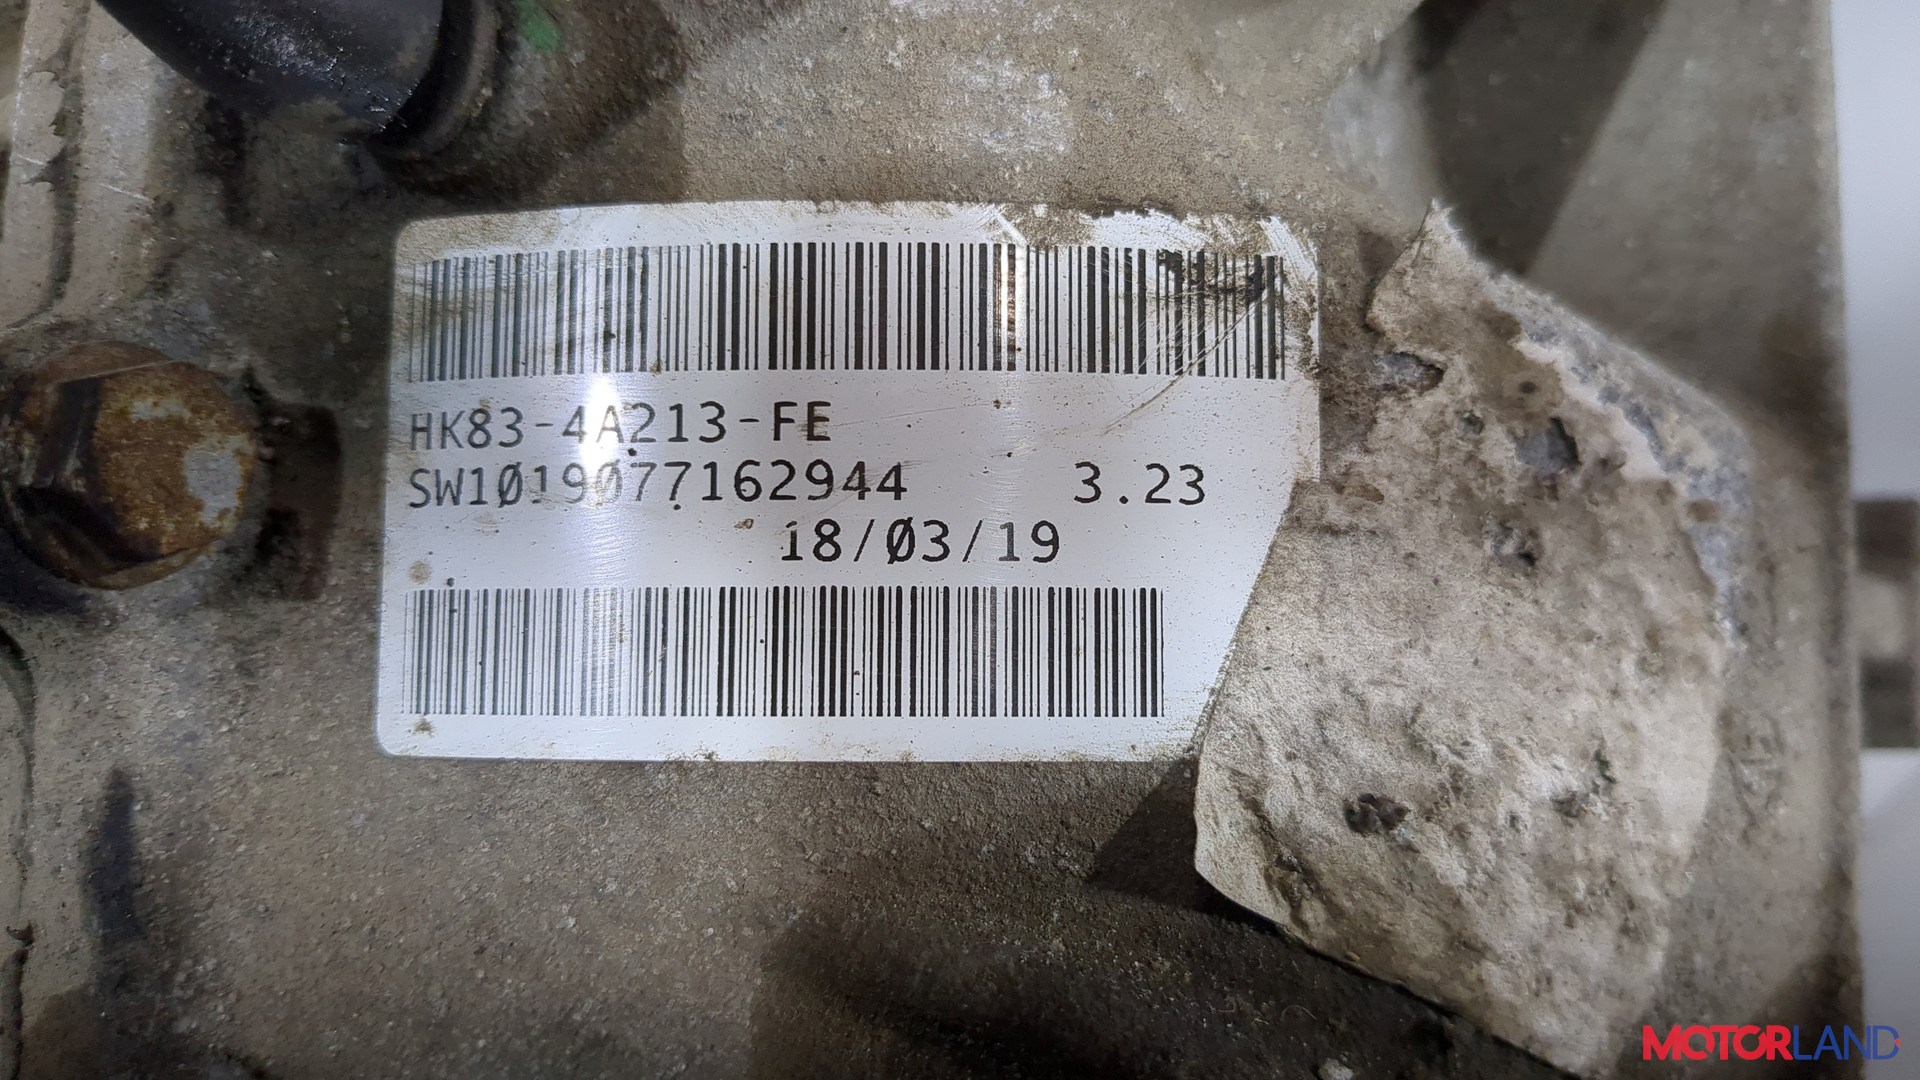 HK83-4A213-FE
SW1019077162944 3.23
18/03/19
MOTORLAND